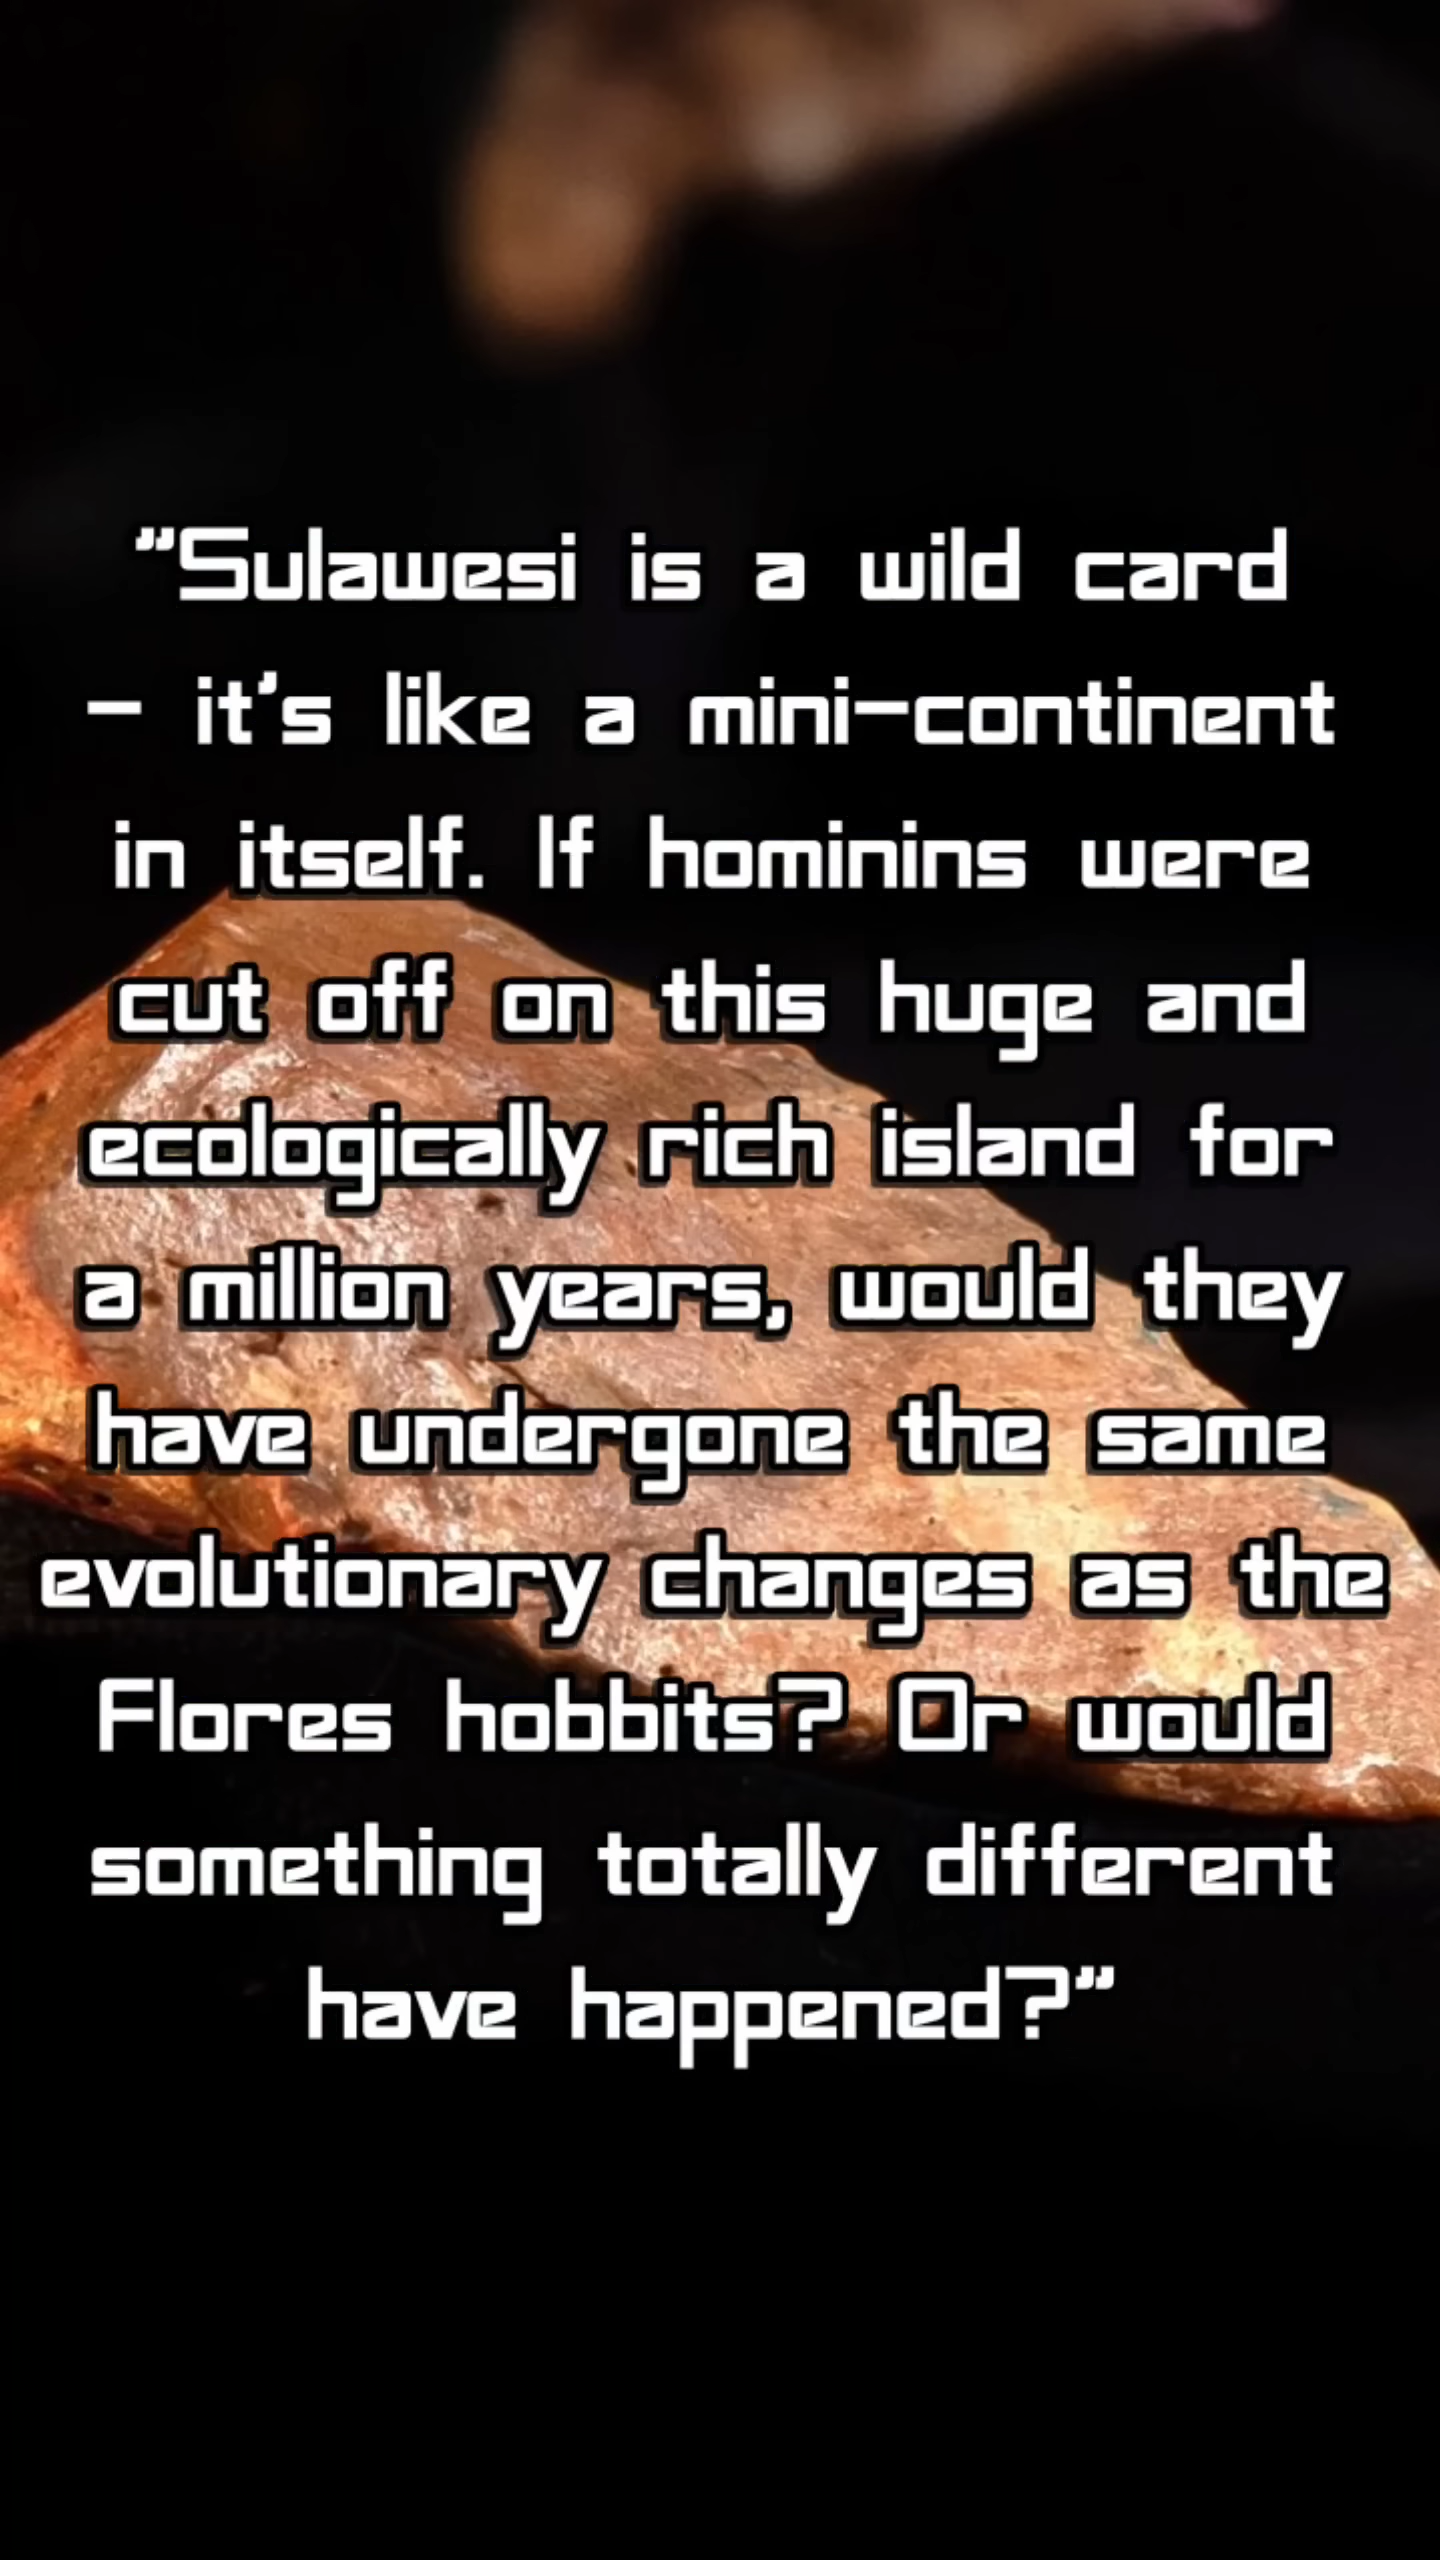 "Sulawesi is a wild card
– it's like a mini-continent
in itself. If hominins were
cut off on this huge and
ecologically rich island for
a million years, would they
have undergone the same
evolutionary changes as the
Flores hobbits? Or would
something totally different
have happened?"